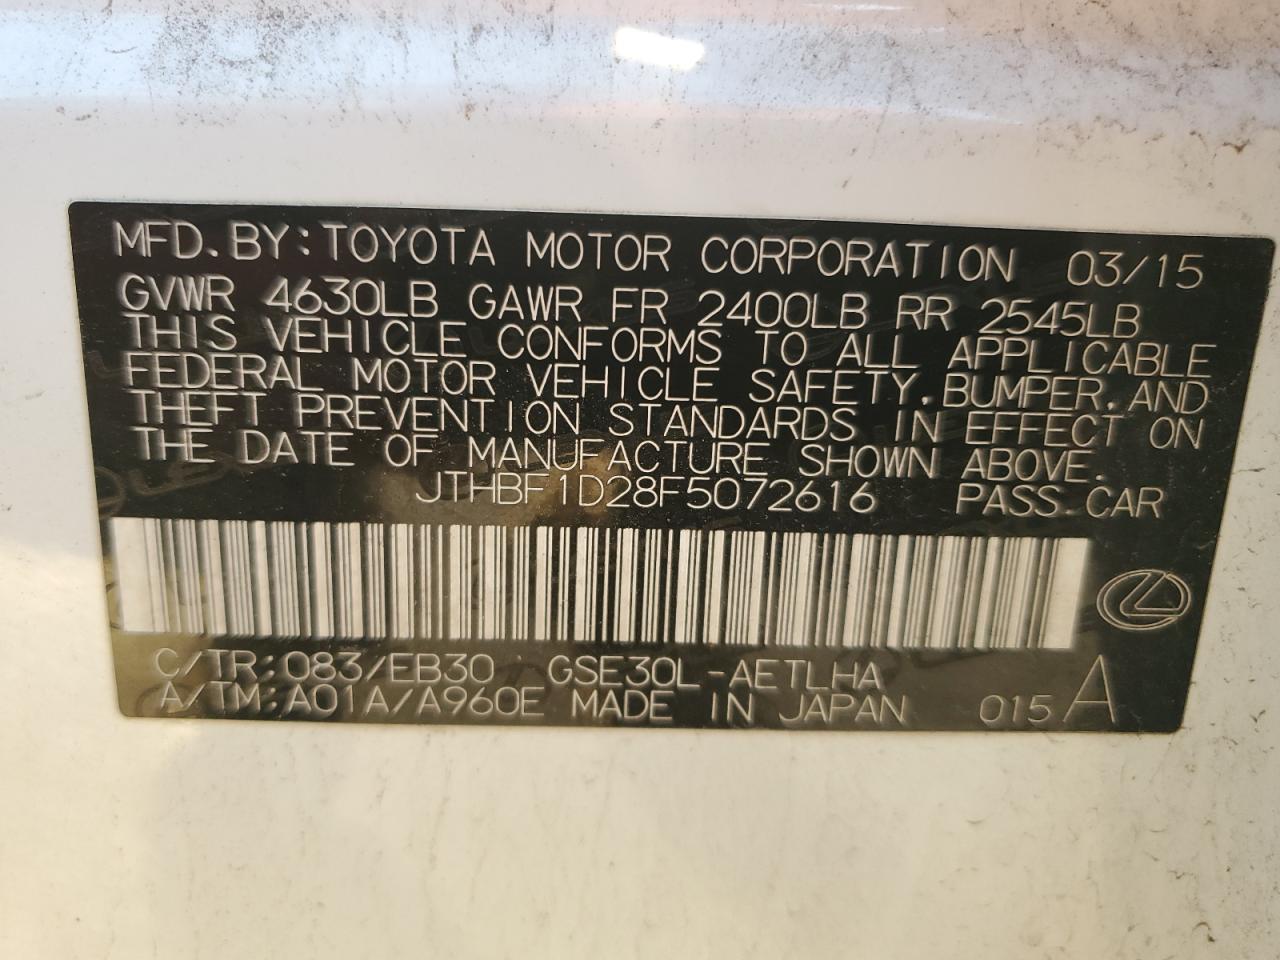 MFD.BY:TOYOTA MOTOR CORPORATION 03/15
GVWR 4630LB GAWR FR 2400LB RR 2545LB
THIS VEHICLE CONFORMS TO ALL APPLICABLE
FEDERAL MOTOR VEHICLE SAFETY,BUMPER,AND
THEFT PREVENTION STANDARDS IN EFFECT ON
THE DATE OF MANUFACTURE SHOWN ABOVE.
JTHBF1D28F5072616 PASS.CAR
C/TR:083/EB30 GSE30L-AETLHA
A/TM:A01A/A960E MADE IN JAPAN 015 A